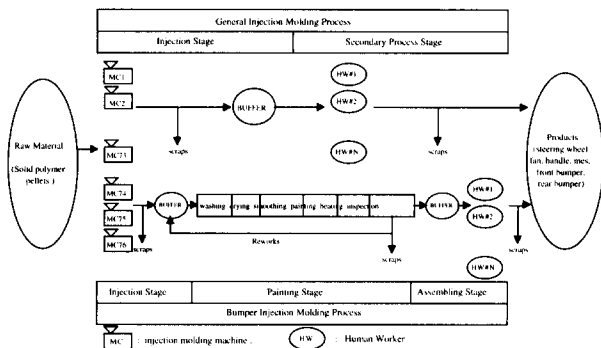 General Injection Molding Process
Injection Stage
Secondary Process Stage
MC1
MC2
MC73
BUFFER
HW#1
HW#2
HW#N
scraps
scraps
Raw Material
(Solid polymer
pellets )
Products
(steering wheel
fan, handle, mes,
front bumper,
rear bumper)
MC74
MC75
MC76
BUFFER
washing drying smoothing painting heating inspection
BUFFER
HW#1
HW#2
HW#N
scraps
Reworks
scraps
scraps
Injection Stage
Painting Stage
Assembling Stage
Bumper Injection Molding Process
MC : injection molding machine ,
HW : Human Worker